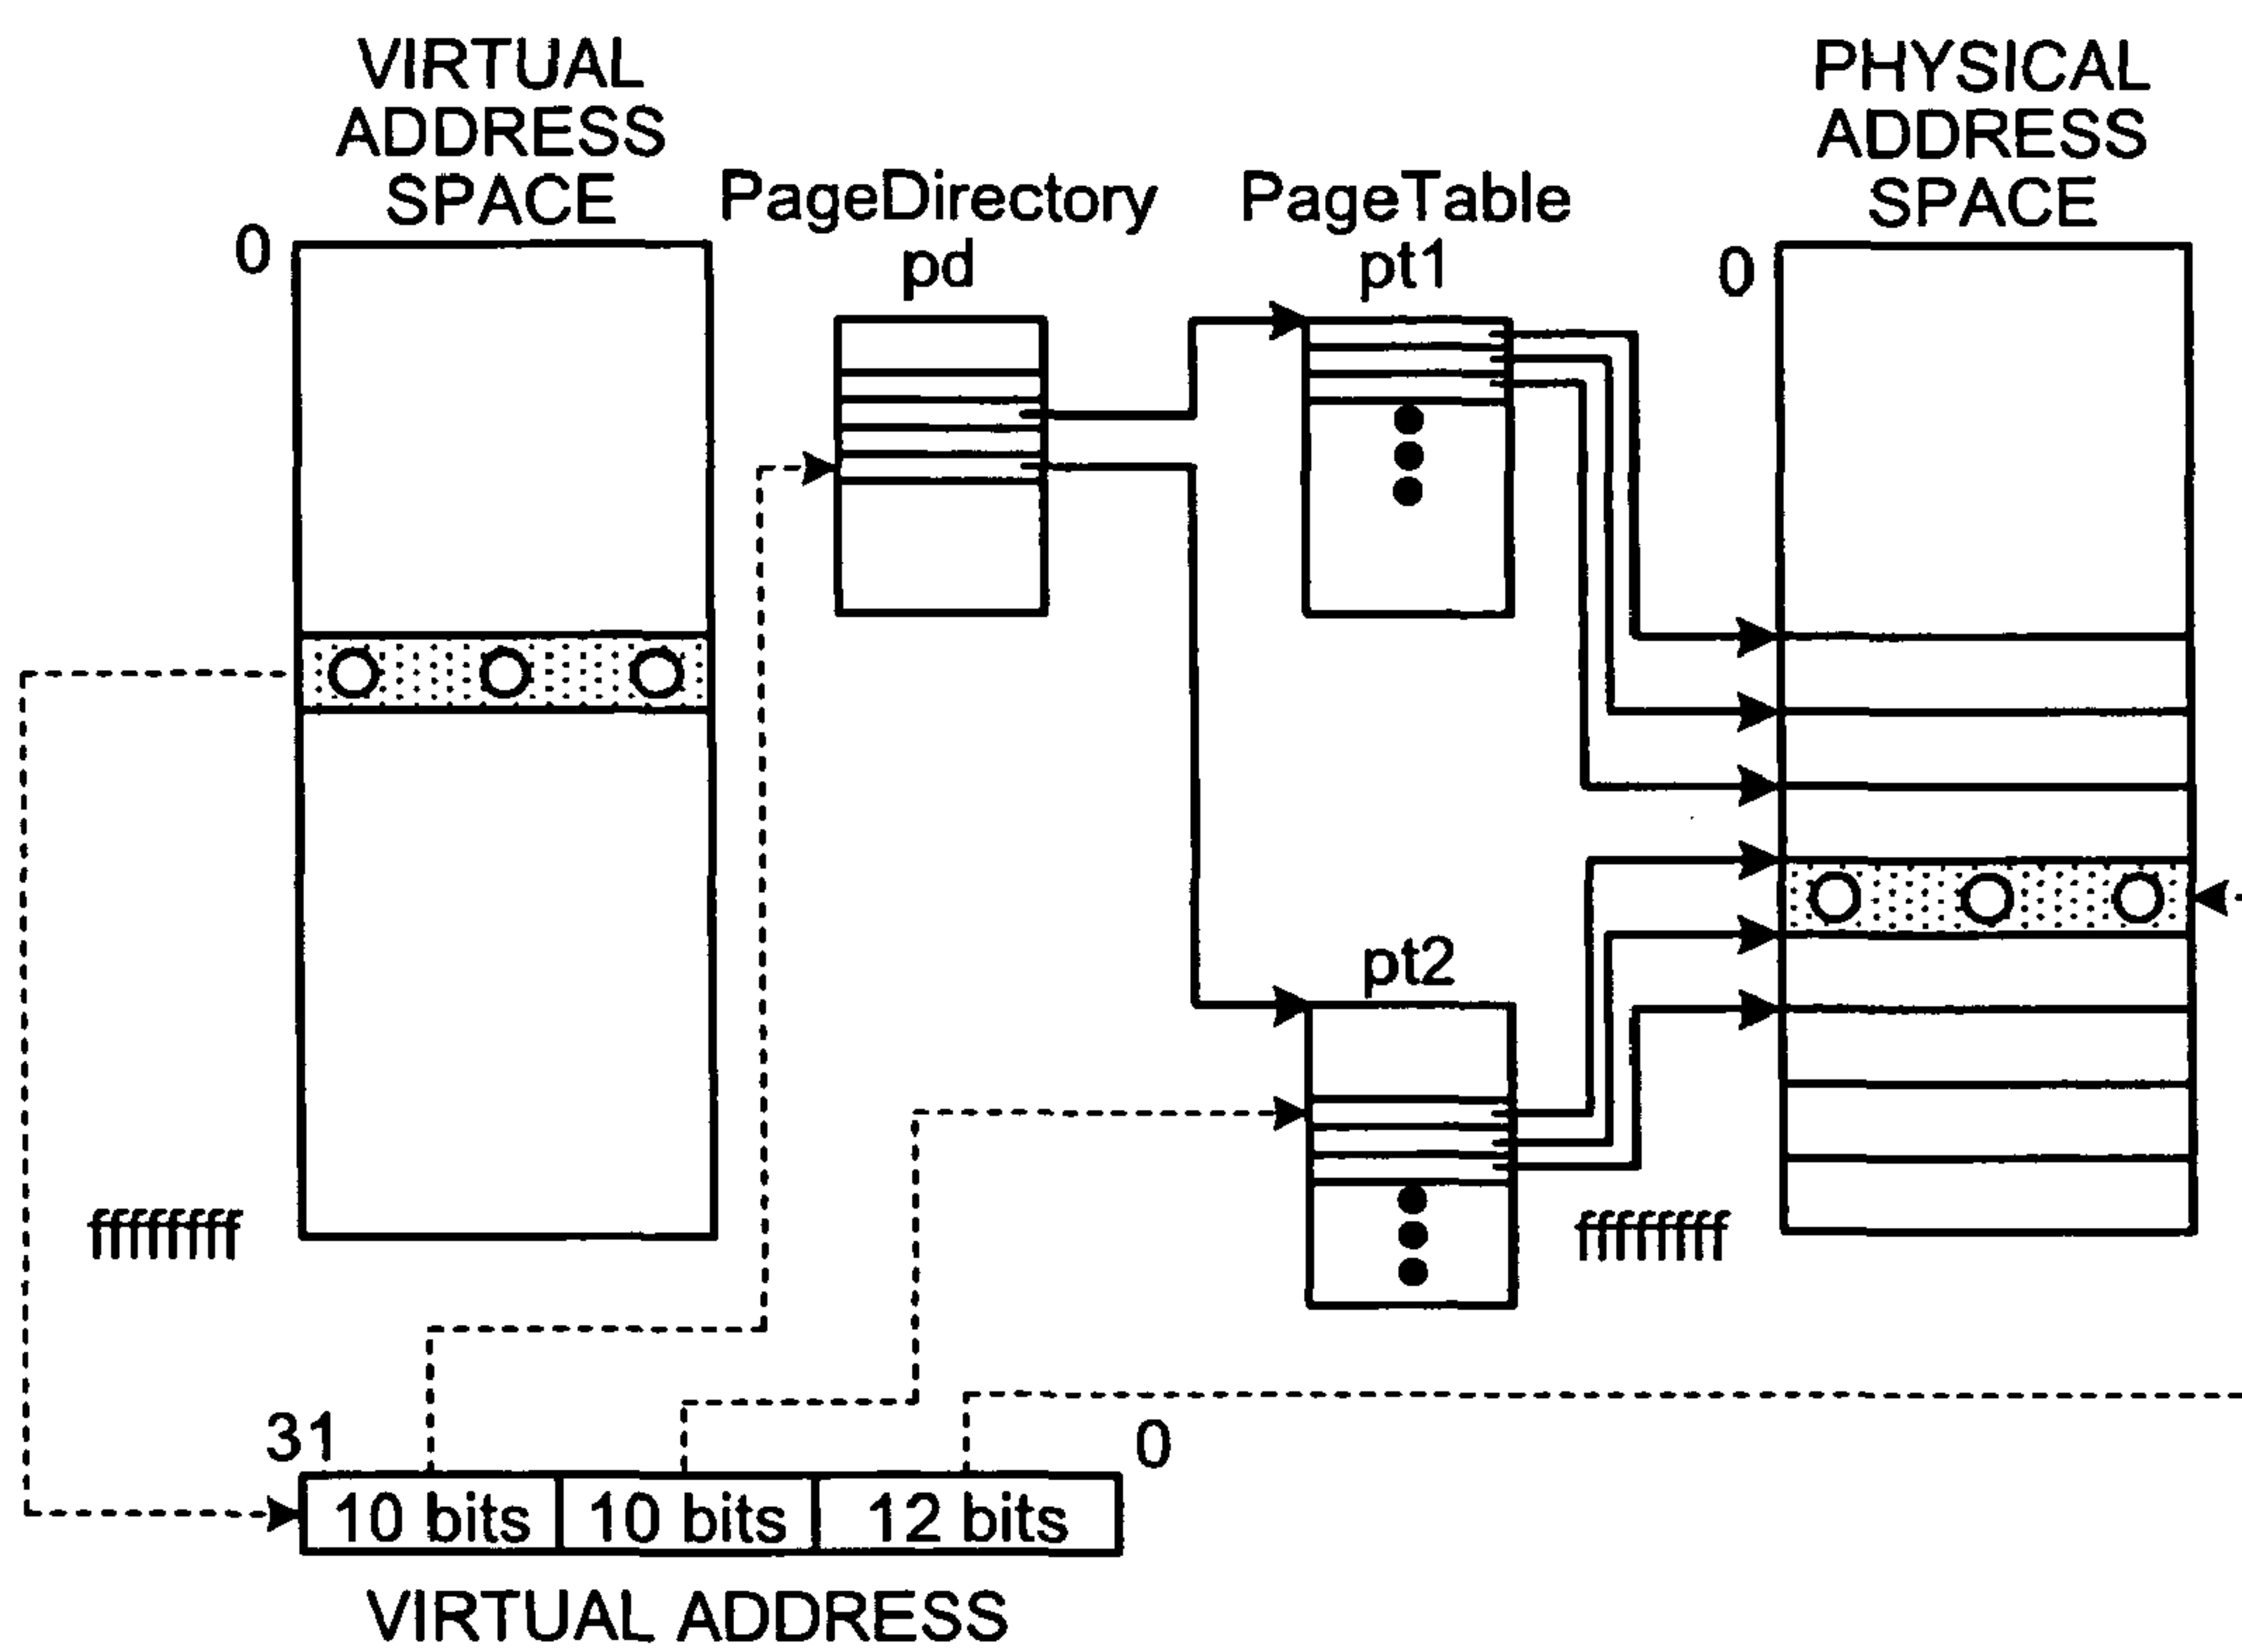 VIRTUAL
ADDRESS
SPACE
PageDirectory
pd
PageTable
pt1
PHYSICAL
ADDRESS
SPACE
0
0
pt2
ffffffff
ffffffff
31
0
10 bits
10 bits
12 bits
VIRTUAL ADDRESS